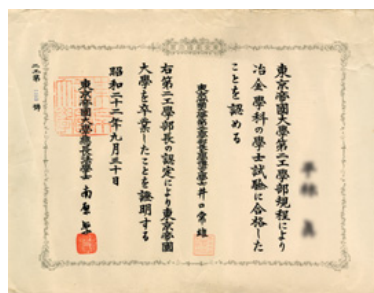 東京帝國大學第二工學部規程により
冶金學科の學士試驗に合格した
ことを認める
右第二工學部長の認定により東京帝國
大學を卒業したことを證明する
昭和二十二年九月三十日
東京帝國大學總長法學士 南原